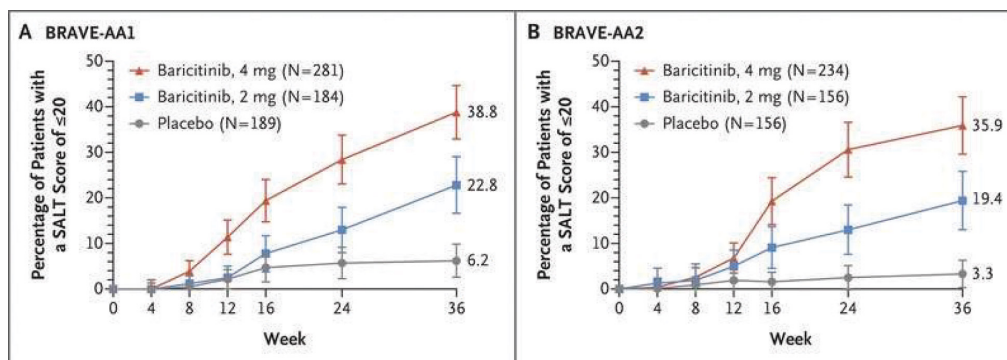 A BRAVE-AA1
Percentage of Patients with
a SALT Score of ≤20
50
40
30
20
10
0
Baricitinib, 4 mg (N=281)
Baricitinib, 2 mg (N=184)
Placebo (N=189)
38.8
22.8
6.2
0 4 8 12 16 24 36
Week
B BRAVE-AA2
Percentage of Patients with
a SALT Score of ≤20
50
40
30
20
10
0
Baricitinib, 4 mg (N=234)
Baricitinib, 2 mg (N=156)
Placebo (N=156)
35.9
19.4
3.3
0 4 8 12 16 24 36
Week